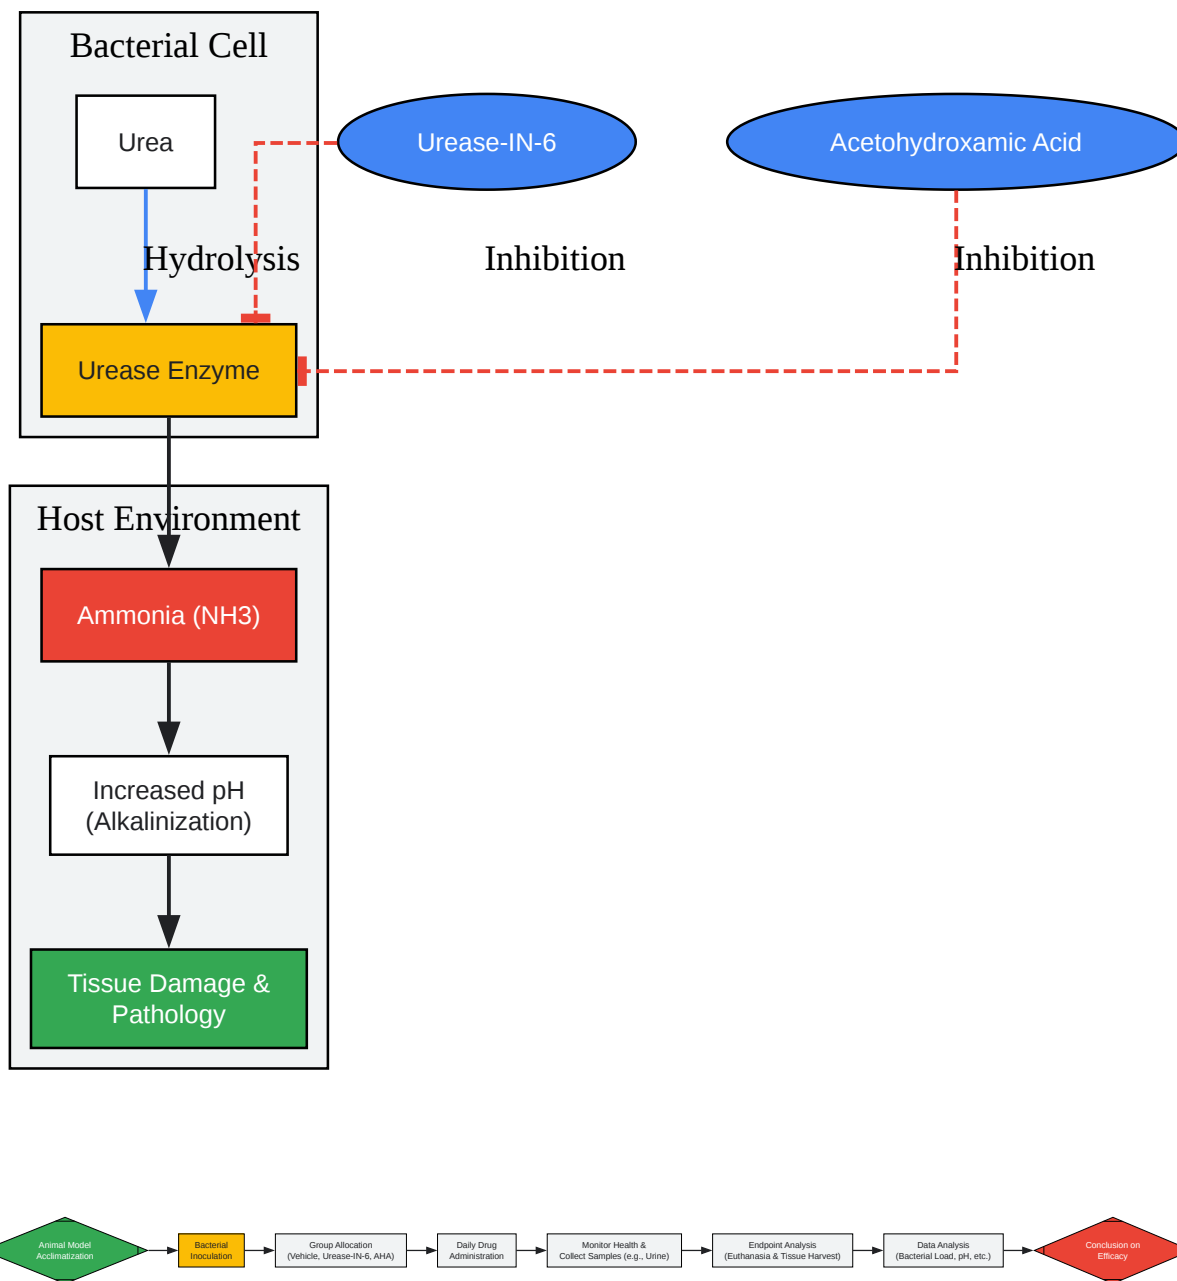 Bacterial Cell
Urea
Urease-IN-6
Acetohydroxamic Acid
Hydrolysis
Inhibition
Inhibition
Urease Enzyme
Host Environment
Ammonia (NH3)
Increased pH
(Alkalinization)
Tissue Damage &
Pathology
Animal Model
Acclimatization
Bacterial
Inoculation
Group Allocation
(Vehicle, Urease-IN-6, AHA)
Daily Drug
Administration
Monitor Health &
Collect Samples (e.g., Urine)
Endpoint Analysis
(Euthanasia & Tissue Harvest)
Data Analysis
(Bacterial Load, pH, etc.)
Conclusion on
Efficacy